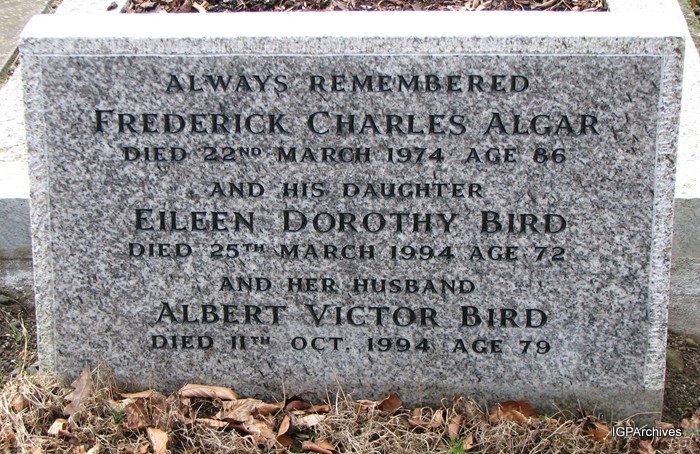 ALWAYS REMEMBERED
FREDERICK CHARLES ALGAR
DIED 22ND MARCH 1974 AGE 86
AND HIS DAUGHTER
EILEEN DOROTHY BIRD
DIED 25TH MARCH 1994 AGE 72
AND HER HUSBAND
ALBERT VICTOR BIRD
DIED 11TH OCT. 1994 AGE 79
IGPArchives